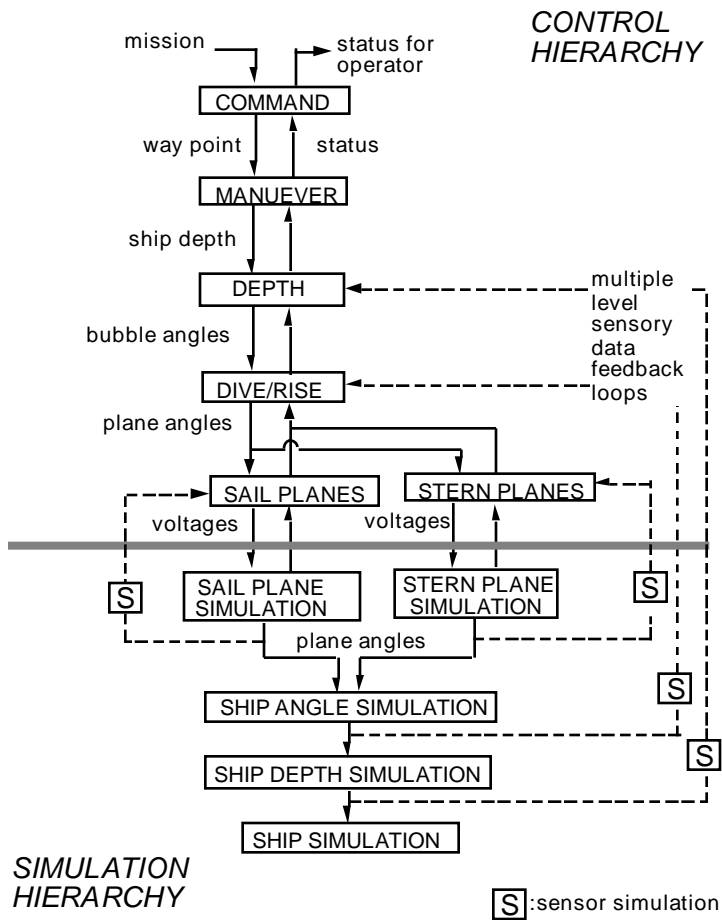 CONTROL
HIERARCHY
mission
status for
operator
COMMAND
way point
status
MANUEVER
ship depth
DEPTH
multiple
level
sensory
data
feedback
loops
bubble angles
DIVE/RISE
plane angles
SAIL PLANES
STERN PLANES
voltages
voltages
SAIL PLANE
SIMULATION
STERN PLANE
SIMULATION
S
S
plane angles
SHIP ANGLE SIMULATION
S
SHIP DEPTH SIMULATION
S
SHIP SIMULATION
SIMULATION
HIERARCHY
S :sensor simulation